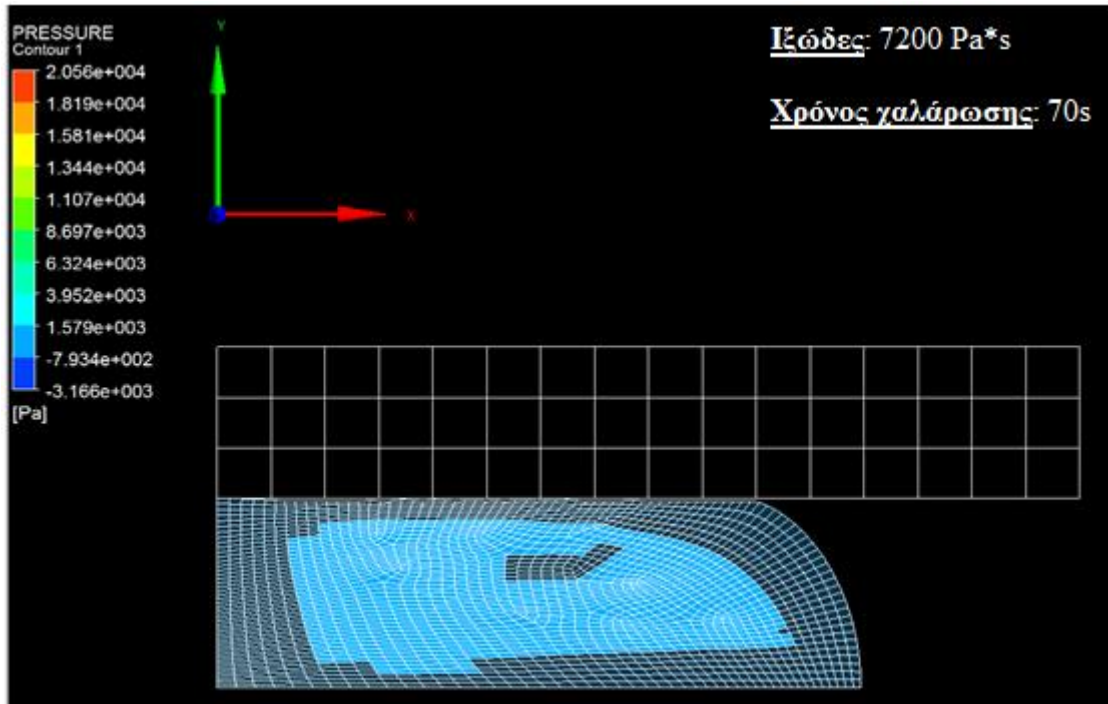 PRESSURE
Contour 1
2.056e+004
1.819e+004
1.581e+004
1.344e+004
1.107e+004
8.697e+003
6.324e+003
3.952e+003
1.579e+003
-7.934e+002
-3.166e+003
[Pa]
Y
X
Ιξώδες: 7200 Pa*s
Χρόνος χαλάρωσης: 70s